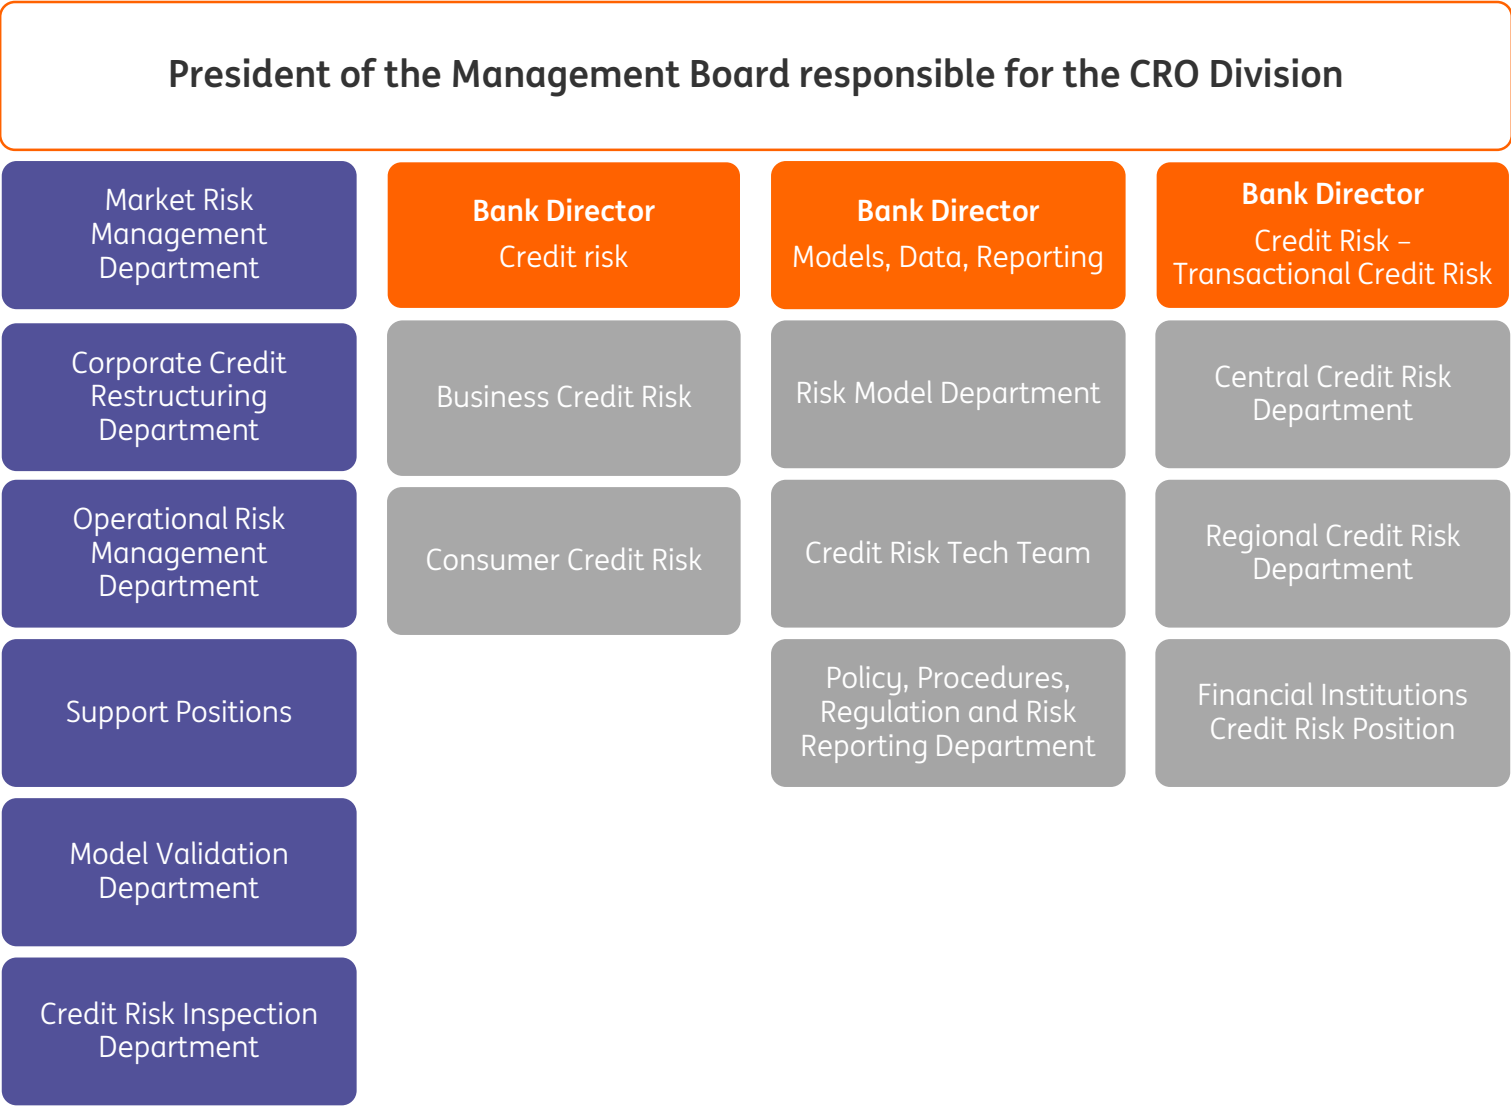 President of the Management Board responsible for the CRO Division
Market Risk
Management
Department
Corporate Credit
Restructuring
Department
Operational Risk
Management
Department
Support Positions
Model Validation
Department
Credit Risk Inspection
Department
Bank Director
Credit risk
Business Credit Risk
Consumer Credit Risk
Bank Director
Models, Data, Reporting
Risk Model Department
Credit Risk Tech Team
Policy, Procedures,
Regulation and Risk
Reporting Department
Bank Director
Credit Risk –
Transactional Credit Risk
Central Credit Risk
Department
Regional Credit Risk
Department
Financial Institutions
Credit Risk Position